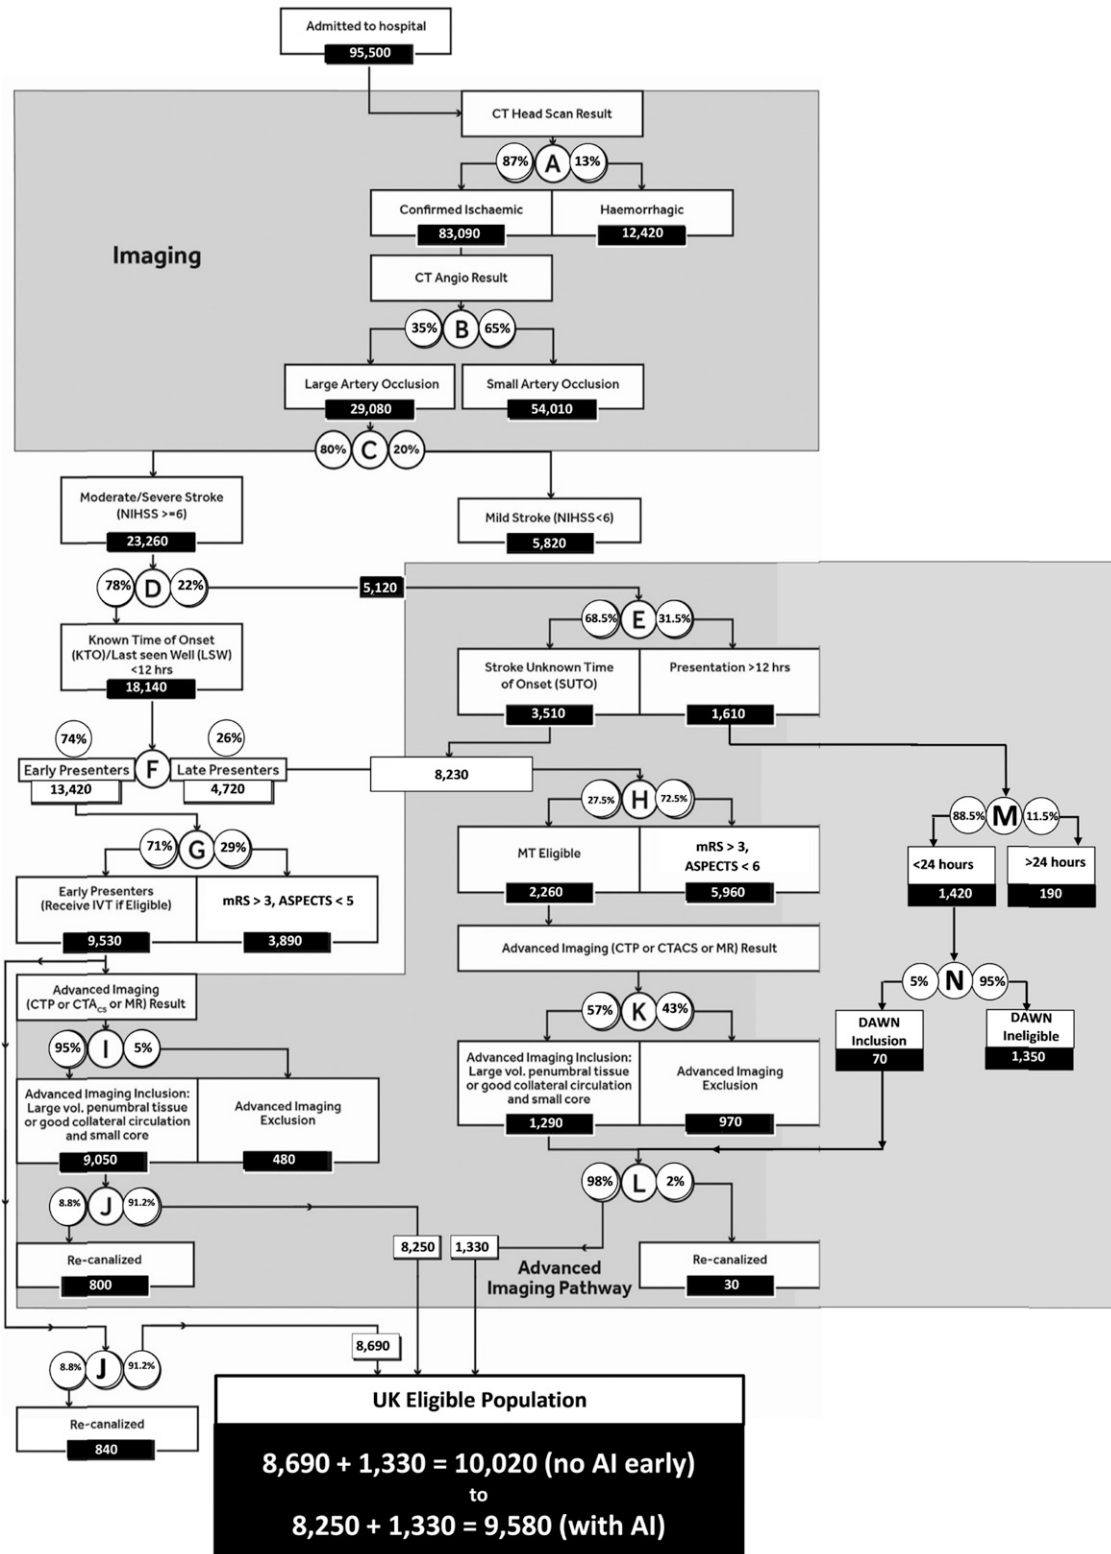 Admitted to hospital
95,500
CT Head Scan Result
87%
A
13%
Confirmed Ischaemic
83,090
Haemorrhagic
12,420
Imaging
CT Angio Result
35%
B
65%
Large Artery Occlusion
29,080
Small Artery Occlusion
54,010
80%
C
20%
Moderate/Severe Stroke
(NIHSS >=6)
23,260
Mild Stroke (NIHSS<6)
5,820
78%
D
22%
5,120
68.5%
E
31.5%
Known Time of Onset
(KTO)/Last seen Well (LSW)
<12 hrs
18,140
Stroke Unknown Time
of Onset (SUTO)
3,510
Presentation >12 hrs
1,610
74%
26%
Early Presenters
13,420
F
Late Presenters
4,720
8,230
27.5%
H
72.5%
88.5%
M
11.5%
71%
G
29%
MT Eligible
2,260
mRS > 3,
ASPECTS < 6
5,960
<24 hours
1,420
>24 hours
190
Early Presenters
(Receive IVT if Eligible)
9,530
mRS > 3, ASPECTS < 5
3,890
Advanced Imaging (CTP or CTACS or MR) Result
5%
N
95%
Advanced Imaging
(CTP or CTACS or MR) Result
57%
K
43%
DAWN
Inclusion
70
DAWN
Ineligible
1,350
95%
I
5%
Advanced Imaging Inclusion:
Large vol. penumbral tissue
or good collateral circulation
and small core
1,290
Advanced Imaging
Exclusion
970
Advanced Imaging Inclusion:
Large vol. penumbral tissue
or good collateral circulation
and small core
9,050
Advanced Imaging
Exclusion
480
98%
L
2%
8.8%
J
91.2%
8,250
1,330
Re-canalized
800
Advanced
Imaging Pathway
Re-canalized
30
8.8%
J
91.2%
8,690
Re-canalized
840
UK Eligible Population
8,690 + 1,330 = 10,020 (no AI early)
to
8,250 + 1,330 = 9,580 (with AI)